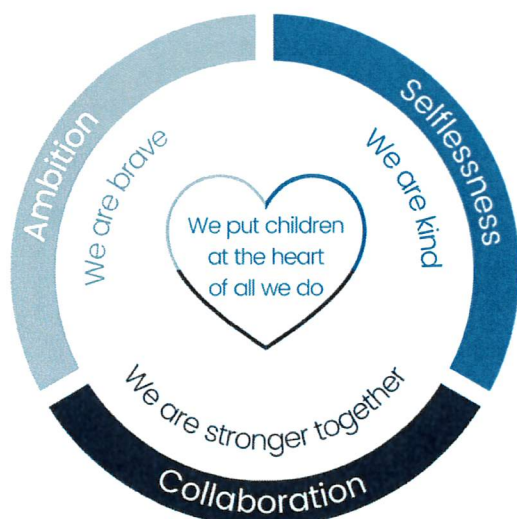 Ambition
We are brave
Selflessness
We are kind
We put children
at the heart
of all we do
We are stronger together
Collaboration